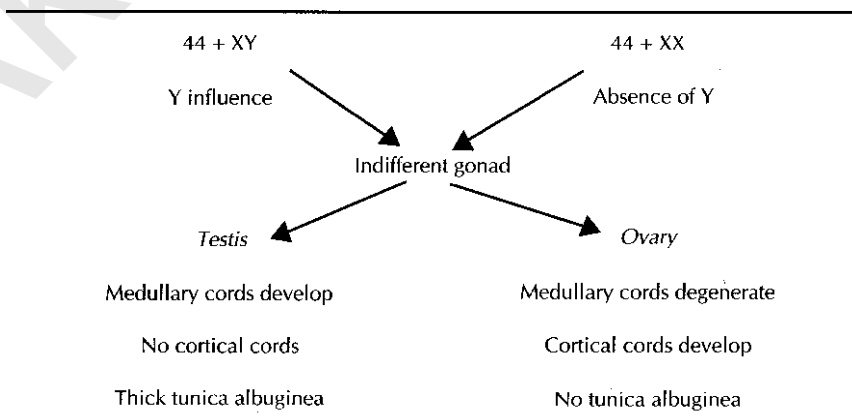 44 + XY 44 + XX
Y influence Absence of Y
Indifferent gonad
Testis Ovary
Medullary cords develop Medullary cords degenerate
No cortical cords Cortical cords develop
Thick tunica albuginea No tunica albuginea